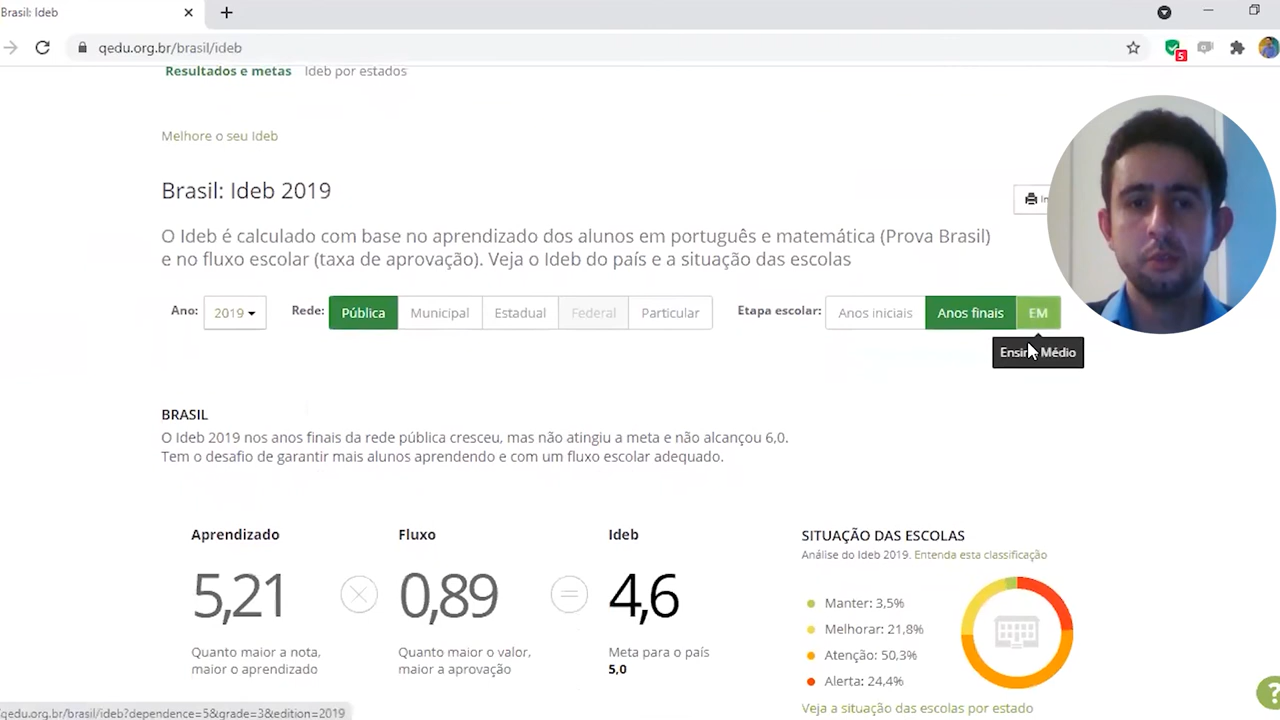 Brasil: Ideb
qedu.org.br/brasil/ideb
5
Resultados e metas Ideb por estados
Melhore o seu Ideb
Brasil: Ideb 2019
O Ideb é calculado com base no aprendizado dos alunos em português e matemática (Prova Brasil)
e no fluxo escolar (taxa de aprovação). Veja o Ideb do país e a situação das escolas
Ano: 2019 Rede: Pública Municipal Estadual Federal Particular Etapa escolar: Anos iniciais Anos finais EM
Médio
BRASIL
O Ideb 2019 nos anos finais da rede pública cresceu, mas não atingiu a meta e não alcançou 6,0.
Tem o desafio de garantir mais alunos aprendendo e com um fluxo escolar adequado.
Aprendizado Fluxo Ideb
5,21 × 0,89 = 4,6
Quanto maior a nota, Quanto maior o valor, Meta para o país
maior o aprendizado maior a aprovação 5,0
SITUAÇÃO DAS ESCOLAS
Análise do Ideb 2019. Entenda esta classificação
Manter: 3,5%
Melhorar: 21,8%
Atenção: 50,3%
Alerta: 24,4%
Veja a situação das escolas por estado
?
qedu.org.br/brasil/ideb?dependence=5&grade=3&edition=2019